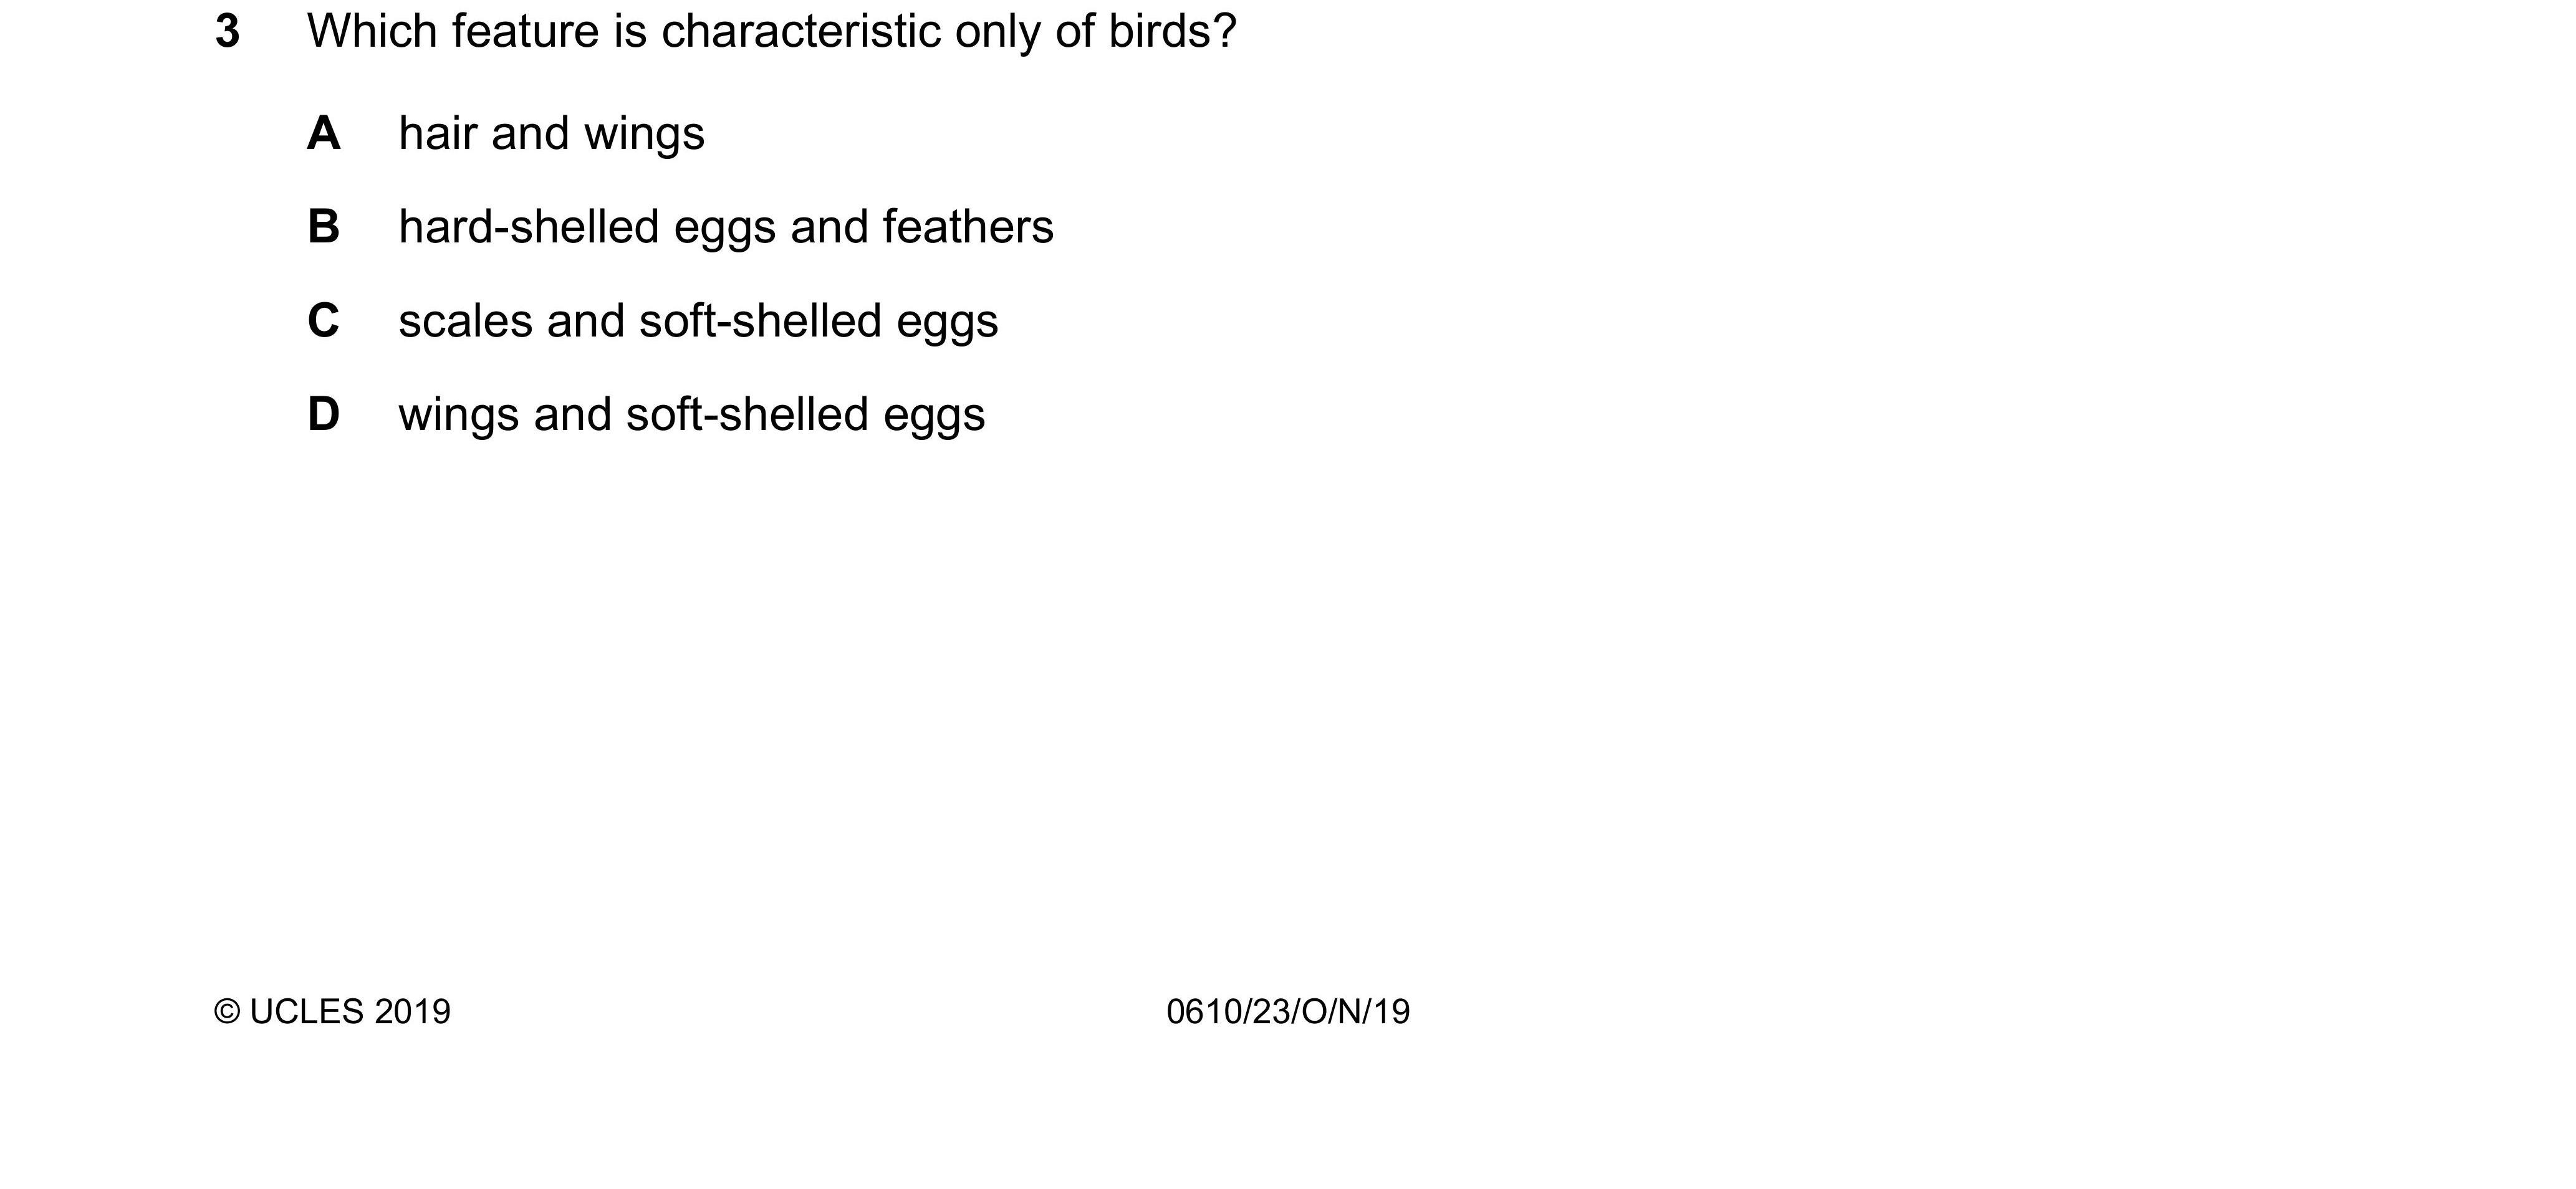 3 Which feature is characteristic only of birds?
A hair and wings
B hard-shelled eggs and feathers
C scales and soft-shelled eggs
D wings and soft-shelled eggs
© UCLES 2019 0610/23/O/N/19